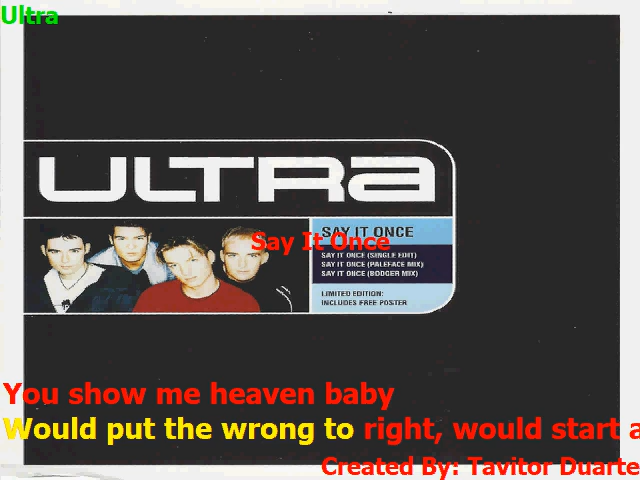 Ultra
ULTRA
SAY IT ONCE
Say It Once
SAY IT ONCE (SINGLE EDIT)
SAY IT ONCE (PALEFACE MIX)
SAY IT ONCE (BODGER MIX)
LIMITED EDITION:
INCLUDES FREE POSTER
You show me heaven baby
Would put the wrong to right, would start a
Created By: Tavitor Duarte